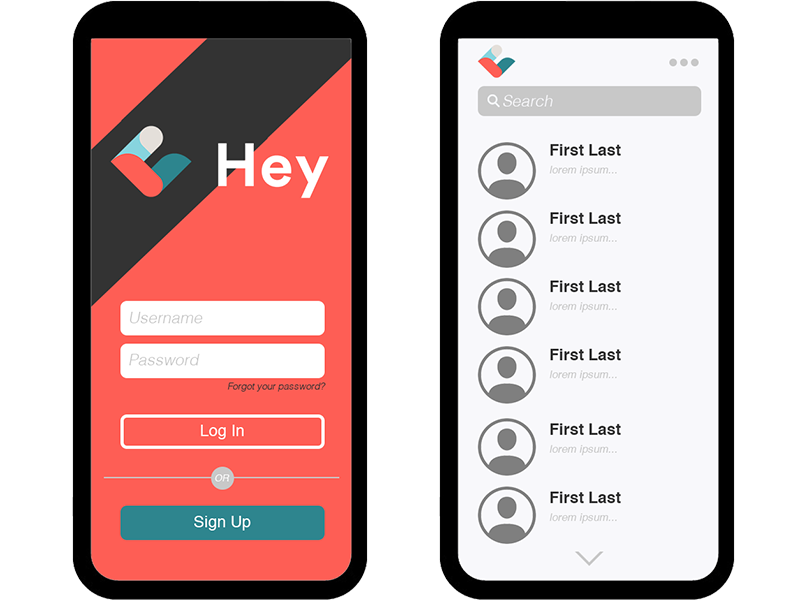 Hey
Username
Password
Forgot your password?
Log In
OR
Sign Up
Search
First Last
lorem ipsum...
First Last
lorem ipsum...
First Last
lorem ipsum...
First Last
lorem ipsum...
First Last
lorem ipsum...
First Last
lorem ipsum...